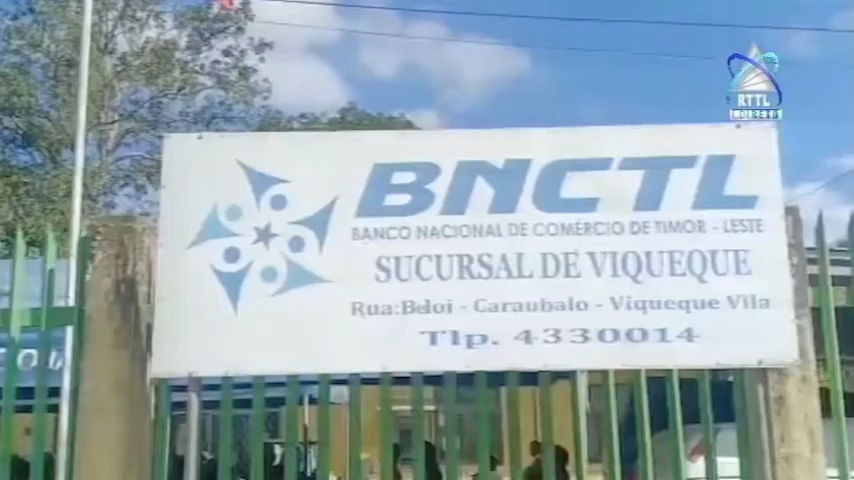 RTTL
LDIRETU
BNCTL
BANCO NACIONAL DE COMÉRCIO DE TIMOR - LESTE
SUCURSAL DE VIQUEQUE
Rua:Beloi - Caraubalo - Viqueque Vila
Tlp. 4330014